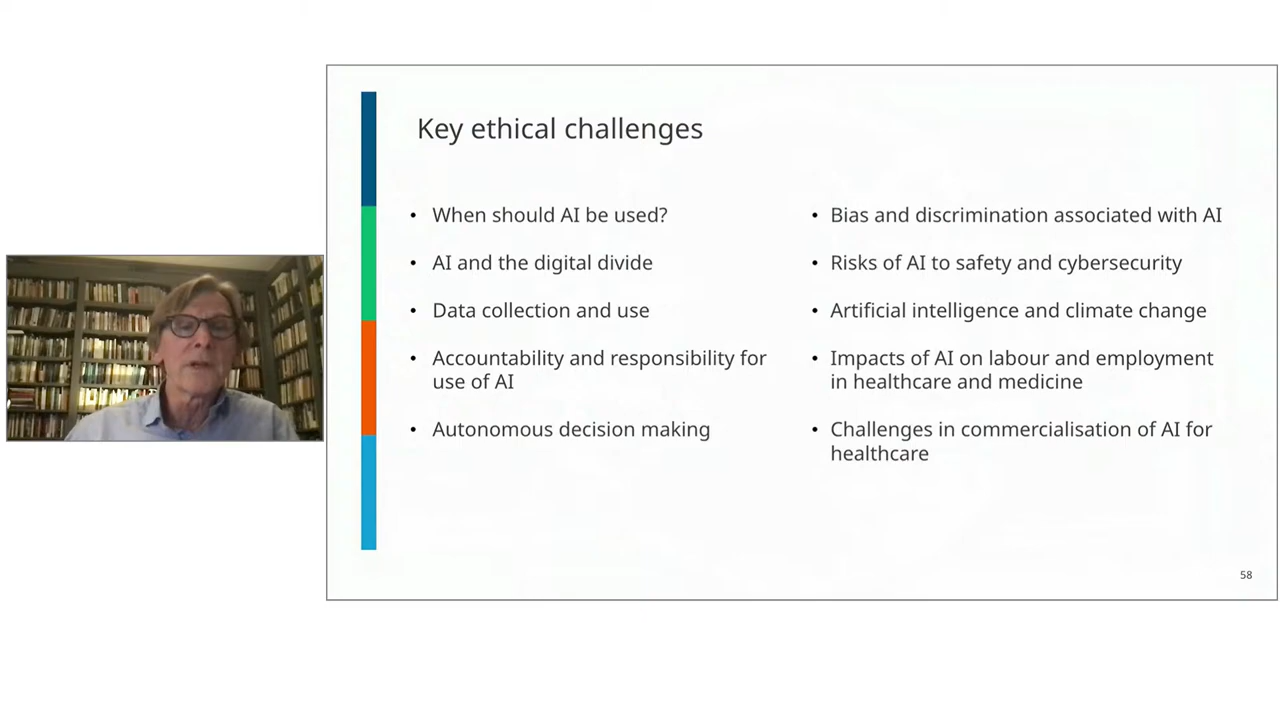 Key ethical challenges
• When should AI be used?
• AI and the digital divide
• Data collection and use
• Accountability and responsibility for
use of AI
• Autonomous decision making
• Bias and discrimination associated with AI
• Risks of AI to safety and cybersecurity
• Artificial intelligence and climate change
• Impacts of AI on labour and employment
in healthcare and medicine
• Challenges in commercialisation of AI for
healthcare
58